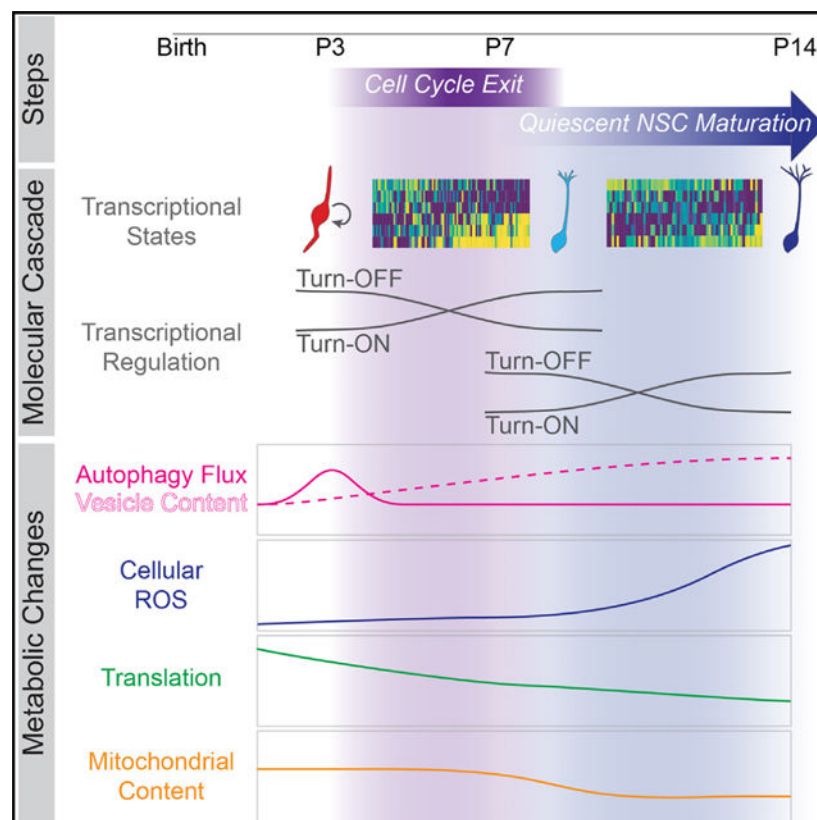 Birth P3 P7 P14
Steps
Cell Cycle Exit
Quiescent NSC Maturation
Molecular Cascade
Transcriptional
States
Turn-OFF
Transcriptional
Regulation
Turn-ON
Turn-OFF
Turn-ON
Metabolic Changes
Autophagy Flux
Vesicle Content
Cellular
ROS
Translation
Mitochondrial
Content